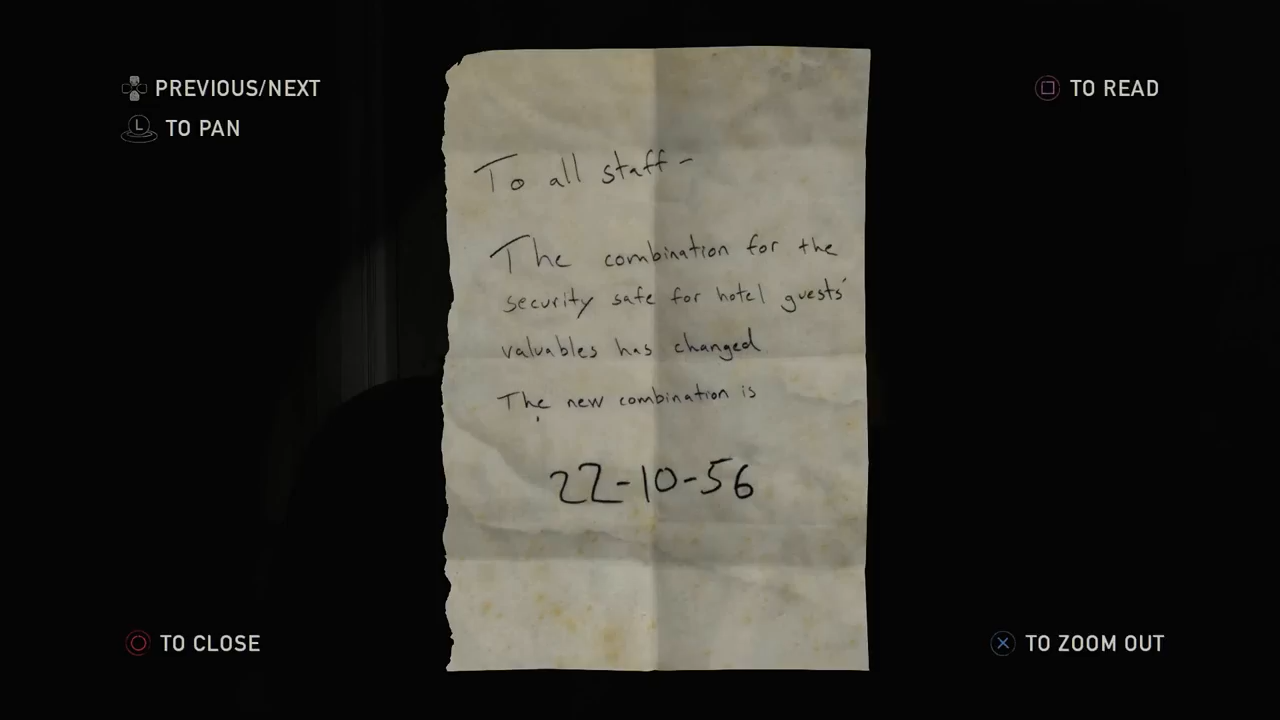 PREVIOUS/NEXT
L TO PAN
TO READ
To all staff-
The combination for the
security safe for hotel guests'
valuables has changed
The new combination is
22-10-56
TO CLOSE
TO ZOOM OUT